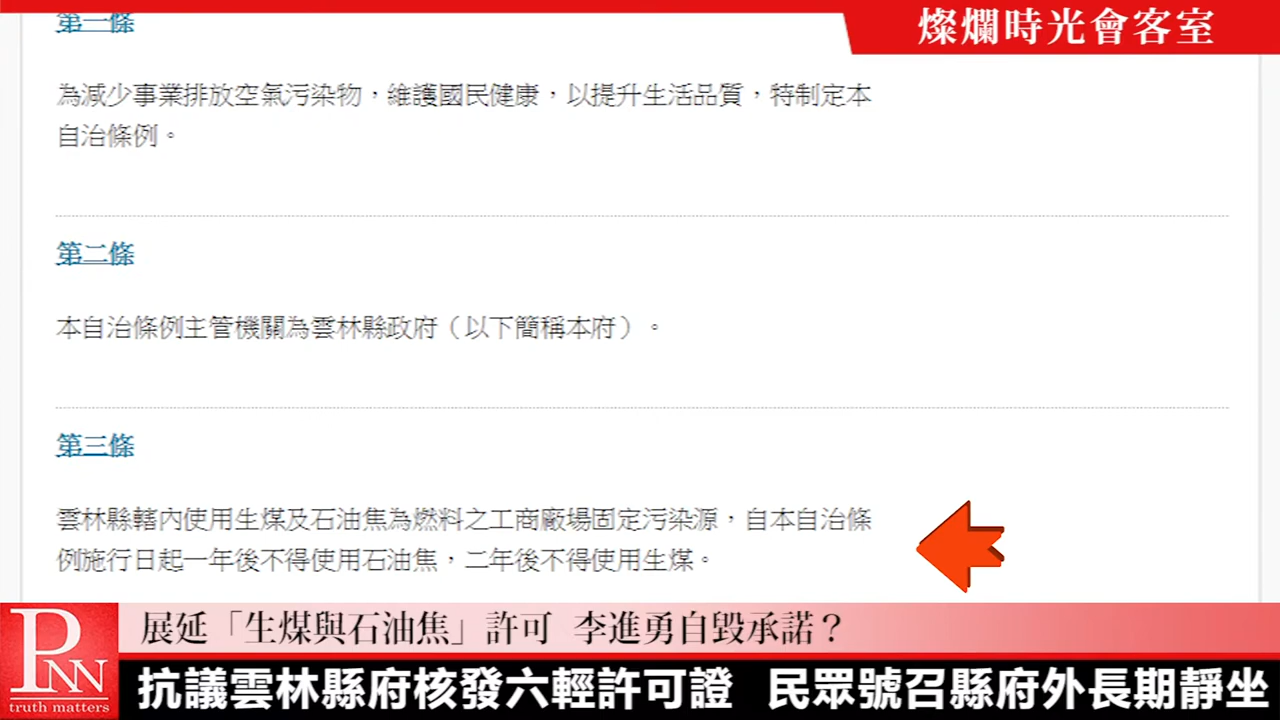 燦爛時光會客室
第一條
為減少事業排放空氣污染物，維護國民健康，以提升生活品質，特制定本
自治條例。
第二條
本自治條例主管機關為雲林縣政府（以下簡稱本府）。
第三條
雲林縣轄內使用生煤及石油焦為燃料之工商廠場固定污染源，自本自治條
例施行日起一年後不得使用石油焦，二年後不得使用生煤。
PNN
truth matters
展延「生煤與石油焦」許可 李進勇自毀承諾？
抗議雲林縣府核發六輕許可證 民眾號召縣府外長期靜坐